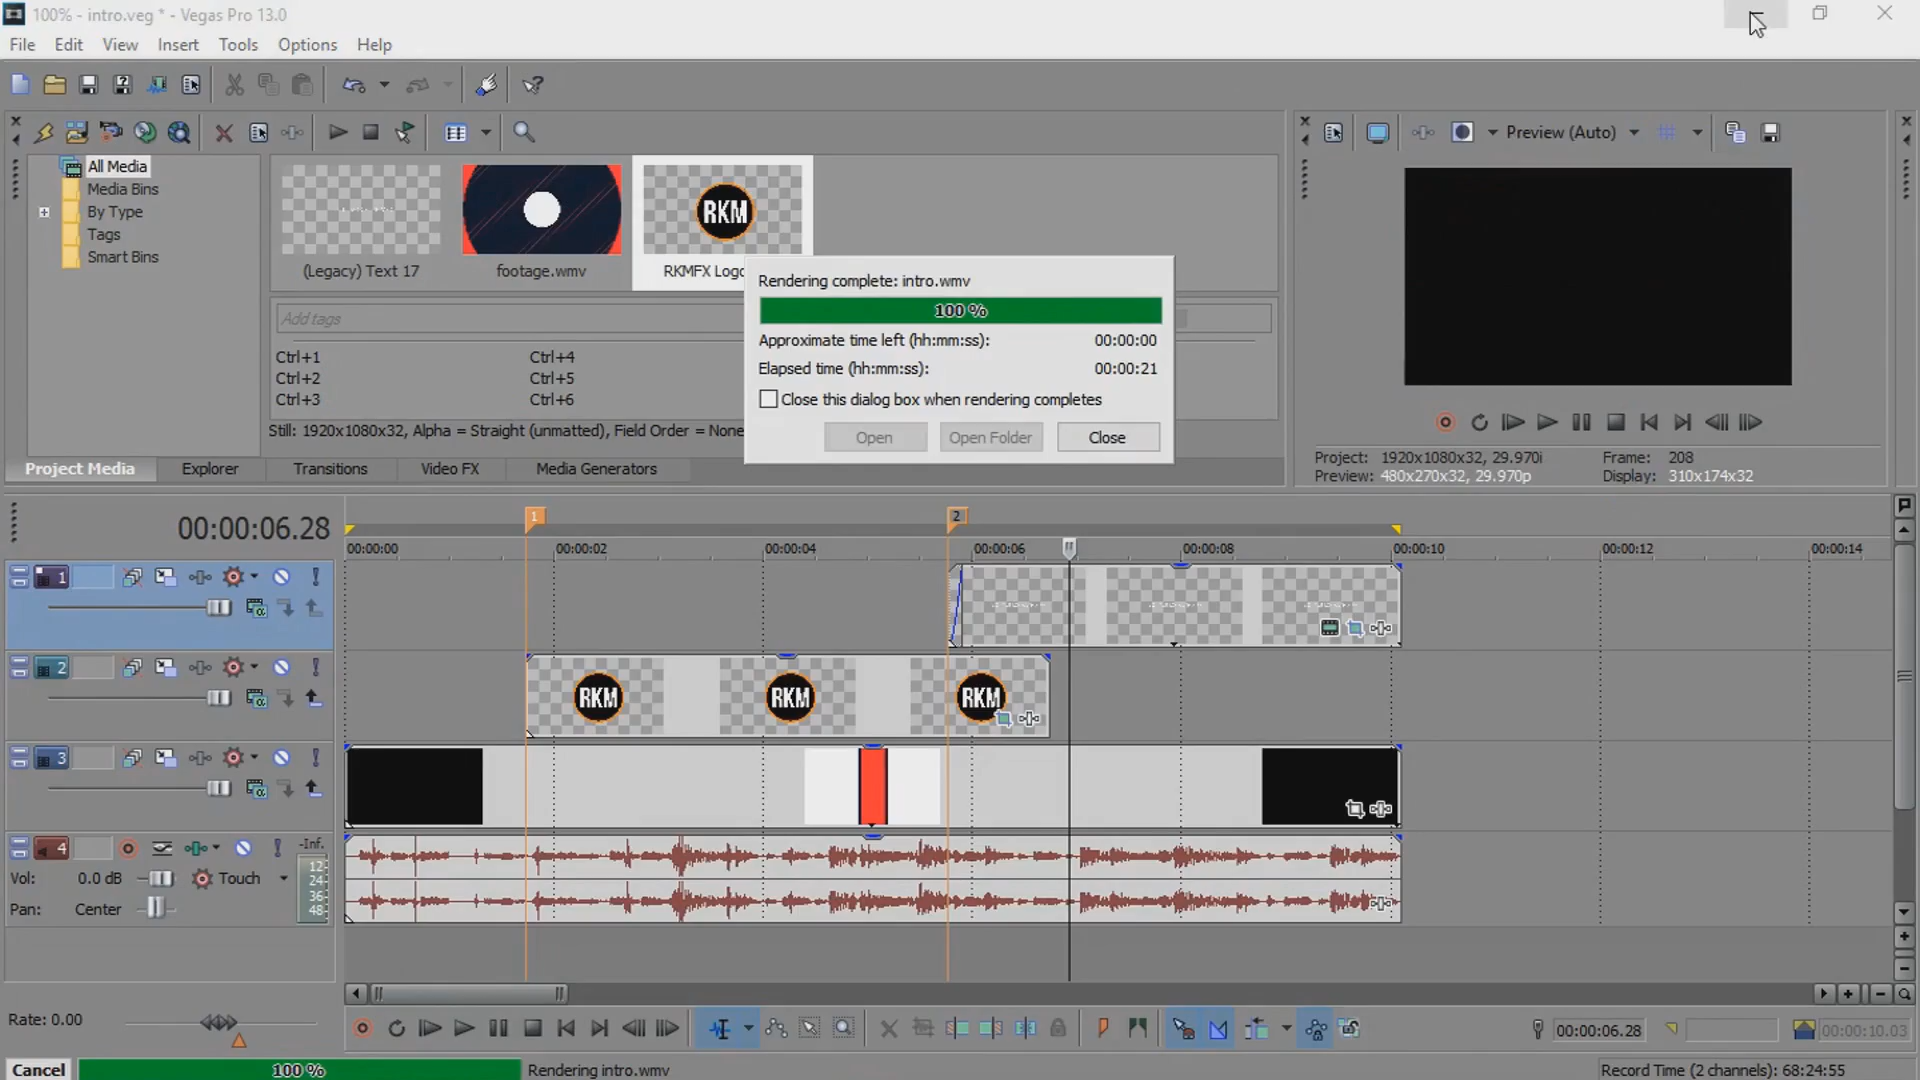 100% - intro.veg * - Vegas Pro 13.0
File Edit View Insert Tools Options Help
Preview (Auto)
All Media
Media Bins
By Type
Tags
Smart Bins
RKM
(Legacy) Text 17 footage.wmv RKMFX Logo
Rendering complete: intro.wmv
100 %
Approximate time left (hh:mm:ss): 00:00:00
Elapsed time (hh:mm:ss): 00:00:21
Close this dialog box when rendering completes
Open Open Folder Close
Add tags
Ctrl+1 Ctrl+4
Ctrl+2 Ctrl+5
Ctrl+3 Ctrl+6
Still: 1920x1080x32, Alpha = Straight (unmatted), Field Order = None
Project Media Explorer Transitions Video FX Media Generators
Project: 1920x1080x32, 29.970i Frame: 208
Preview: 480x270x32, 29.970p Display: 310x174x32
00:00:06.28
1 2
00:00:00 00:00:02 00:00:04 00:00:06 00:00:08 00:00:10 00:00:12 00:00:14
1
2
RKM RKM RKM
3
4
-Inf.
12
24
36
48
Vol: 0.0 dB Touch
Pan: Center
Rate: 0.00
00:00:06.28 00:00:10.03
Cancel 100 % Rendering intro.wmv Record Time (2 channels): 68:24:55